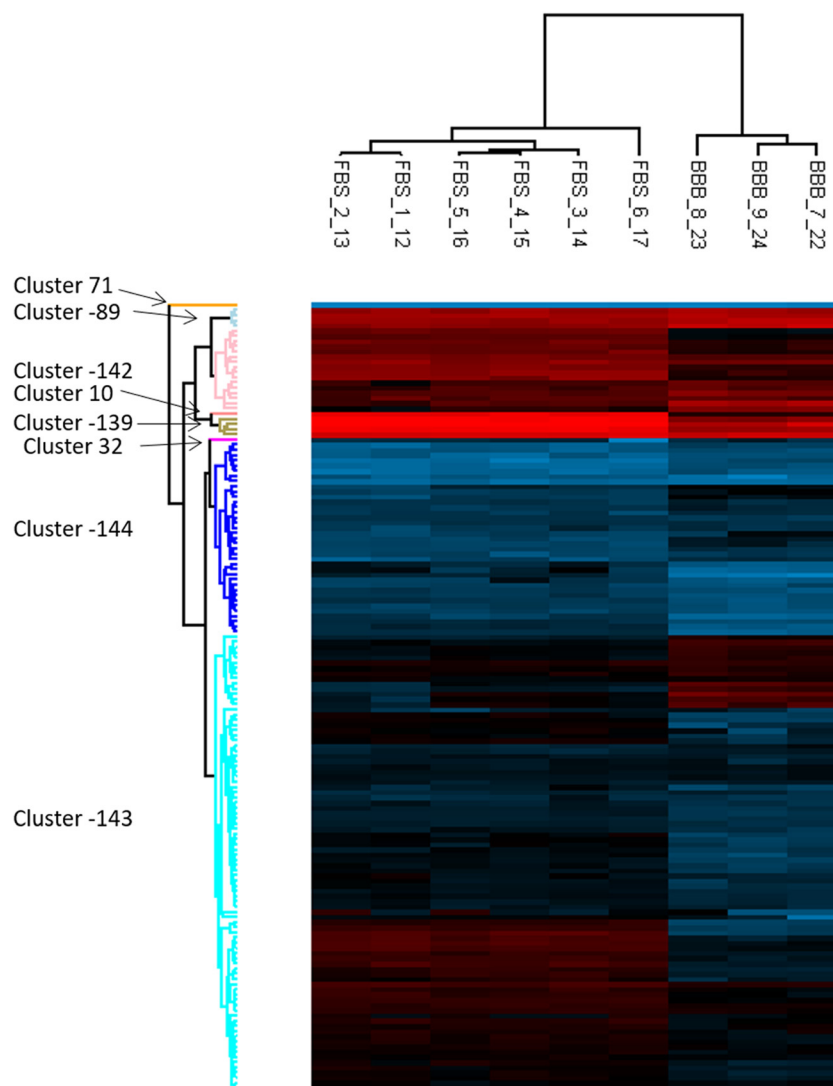 FBS_2_13
FBS_1_12
FBS_5_16
FBS_4_15
FBS_3_14
FBS_6_17
BBB_8_23
BBB_9_24
BBB_7_22
Cluster 71
Cluster -89
Cluster -142
Cluster 10
Cluster -139
Cluster 32
Cluster -144
Cluster -143